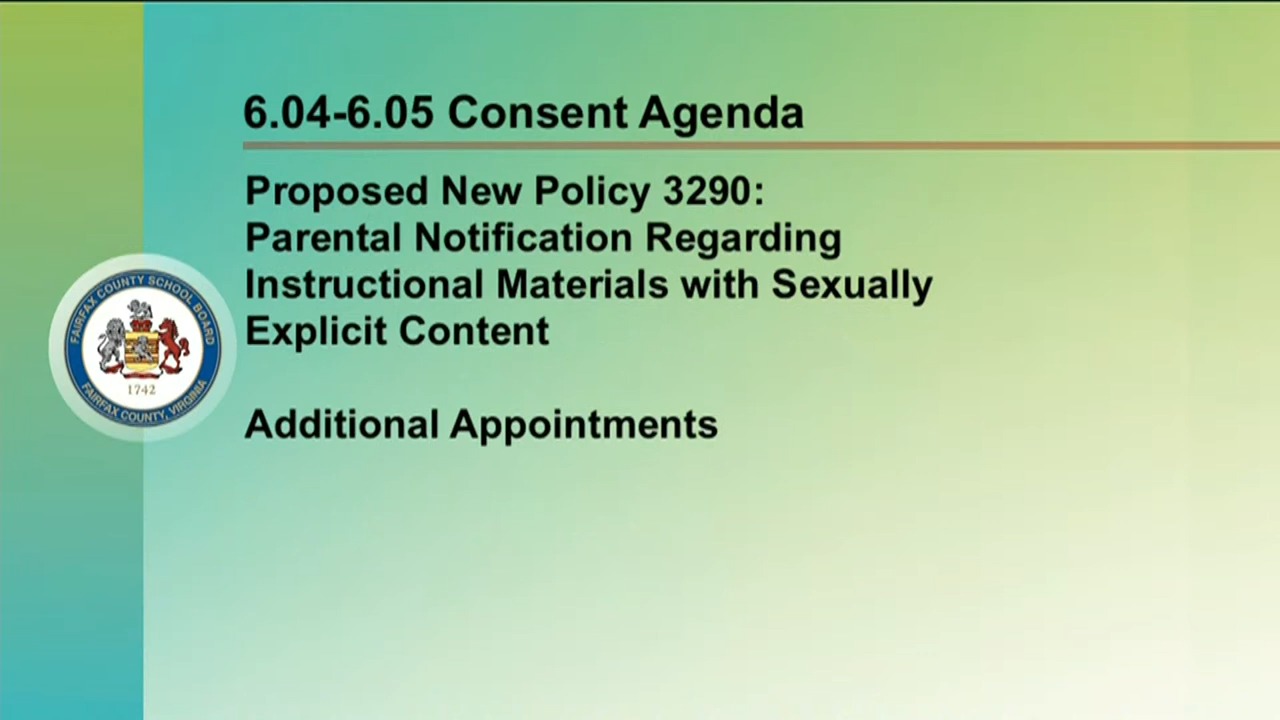 6.04-6.05 Consent Agenda
Proposed New Policy 3290:
Parental Notification Regarding
Instructional Materials with Sexually
Explicit Content
Additional Appointments
FAIRFAX COUNTY SCHOOL BOARD
1742
FAIRFAX COUNTY, VIRGINIA